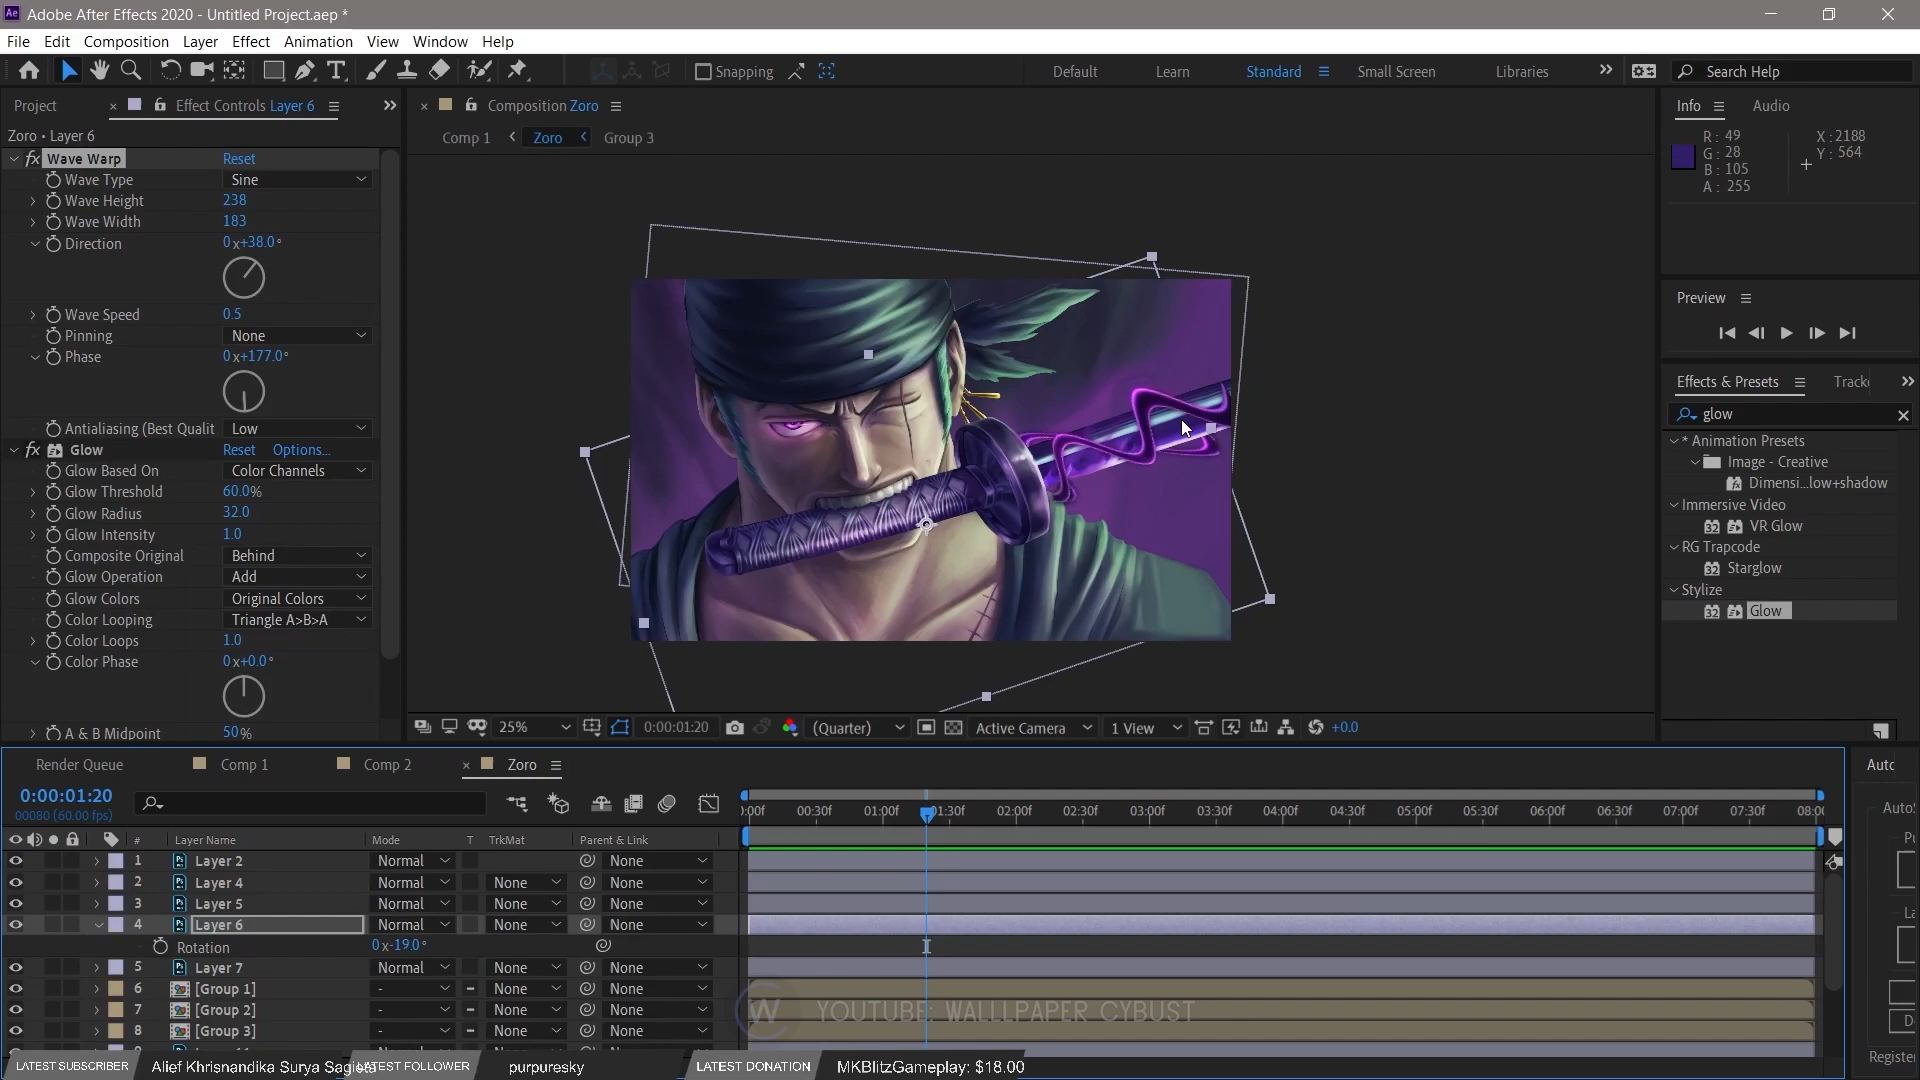 Adobe After Effects 2020 - Untitled Project.aep *
File Edit Composition Layer Effect Animation View Window Help
Snapping Default Learn Standard Small Screen Libraries Search Help
Project Effect Controls Layer 6
Composition Zoro
Info Audio
Zoro • Layer 6
Comp 1 Zoro Group 3
R: 49 X: 2188
G: 28 Y: 564
B: 105
A: 255
fx Wave Warp Reset
Wave Type Sine
Wave Height 238
Wave Width 183
Direction 0x+38.0°
Wave Speed 0.5
Pinning None
Phase 0x+177.0°
Antialiasing (Best Qualit Low
fx Glow Reset Options...
Glow Based On Color Channels
Glow Threshold 60.0%
Glow Radius 32.0
Glow Intensity 1.0
Composite Original Behind
Glow Operation Add
Glow Colors Original Colors
Color Looping Triangle A>B>A
Color Loops 1.0
Color Phase 0x+0.0°
A & B Midpoint 50%
Preview
Effects & Presets Tracke
glow
* Animation Presets
Image - Creative
Dimensi...low+shadow
Immersive Video
32 VR Glow
RG Trapcode
32 Starglow
Stylize
32 Glow
25% 0:00:01:20 (Quarter) Active Camera 1 View +0.0
Render Queue Comp 1 Comp 2 Zoro
0:00:01:20
00080 (60.00 fps)
):00f 00:30f 01:00f 01:30f 02:00f 02:30f 03:00f 03:30f 04:00f 04:30f 05:00f 05:30f 06:00f 06:30f 07:00f 07:30f 08:0
# Layer Name Mode T TrkMat Parent & Link
1 Layer 2 Normal None
2 Layer 4 Normal None None
3 Layer 5 Normal None None
4 Layer 6 Normal None None
Rotation 0x-19.0°
5 Layer 7 Normal None None
6 [Group 1] - None None
7 [Group 2] - None None
8 [Group 3] - None None
YOUTUBE: WALLLPAPER CYBUST
LATEST SUBSCRIBER Alief Khrisnandika Surya Sagieta LATEST FOLLOWER purpuresky LATEST DONATION MKBlitzGameplay: $18.00
Registe